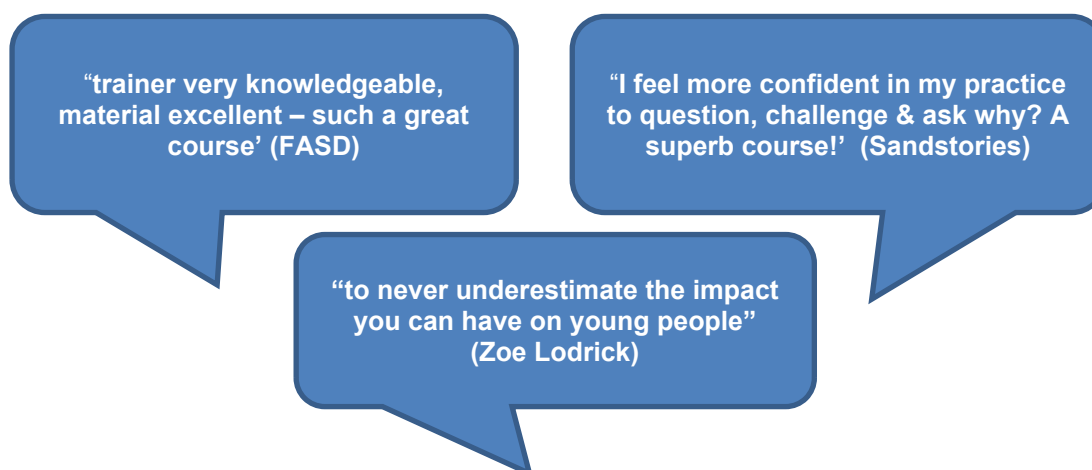 “trainer very knowledgeable,
material excellent – such a great
course’ (FASD)
“I feel more confident in my practice
to question, challenge & ask why? A
superb course!’  (Sandstories)
“to never underestimate the impact
you can have on young people”
(Zoe Lodrick)